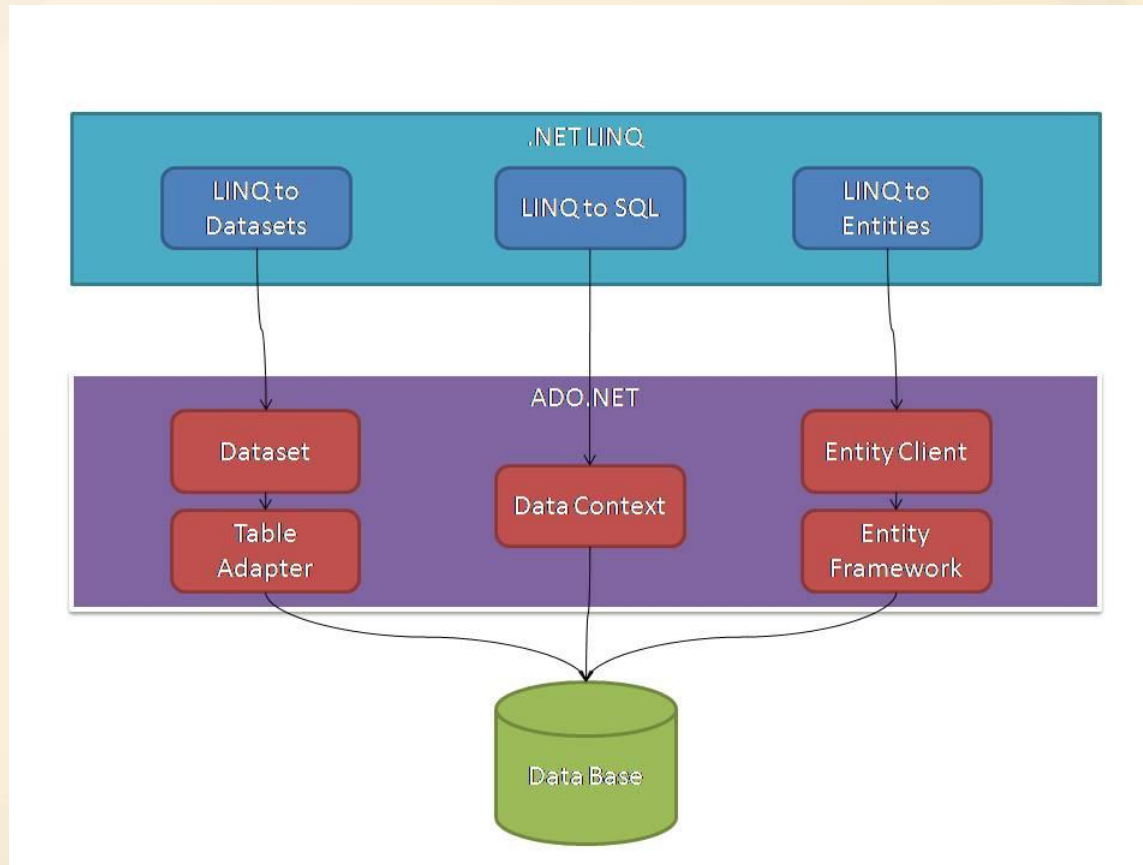 .NET LINQ
LINQ to
Datasets
LINQ to SQL
LINQ to
Entities
ADO.NET
Dataset
Table
Adapter
Data Context
Entity Client
Entity
Framework
Data Base